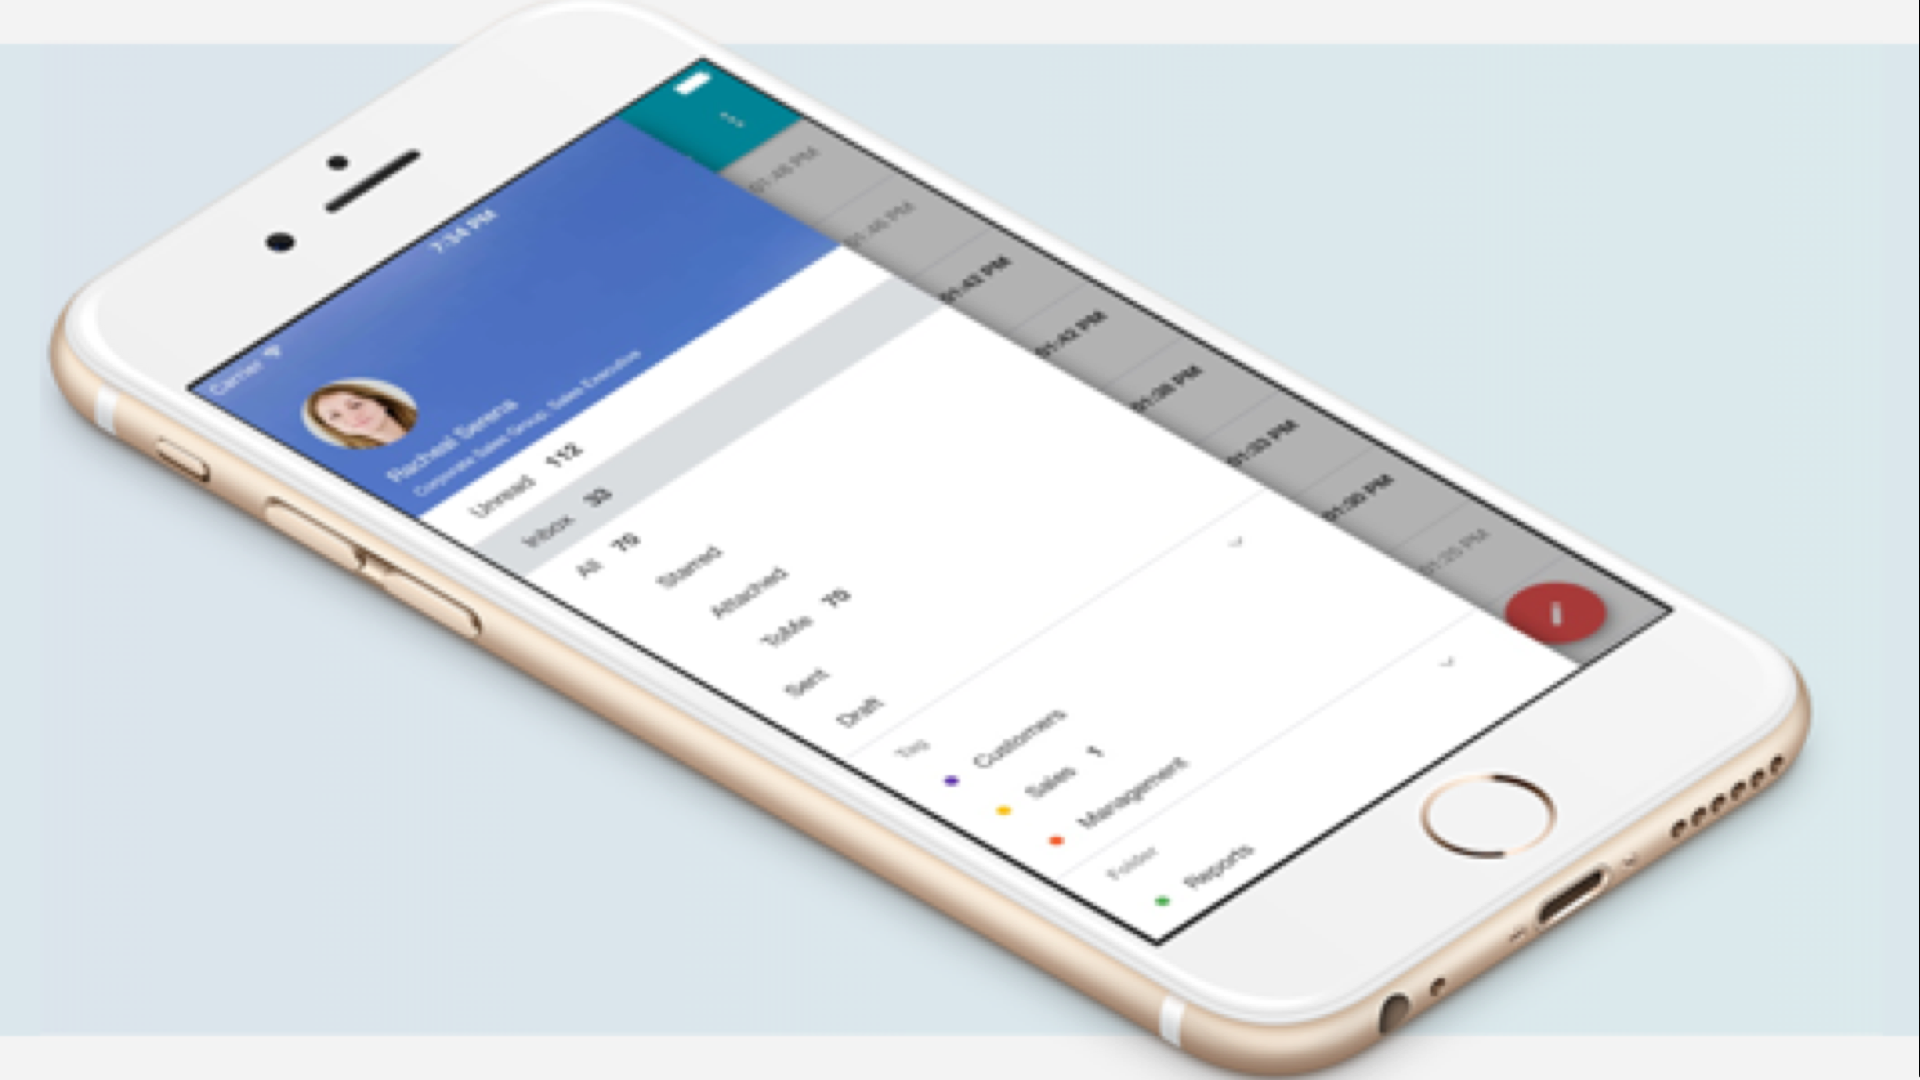 Carrier
7:34 PM
Racheal Serens
Corporate Sales Group, Sales Executive
Unread 112
Inbox 33
All 70
Starred
Attached
ToMe 70
Sent
Draft
Tag
Customers
Sales 1
Management
Folder
Reports
01:46 PM
01:46 PM
01:43 PM
01:42 PM
01:38 PM
01:33 PM
01:30 PM
01:25 PM